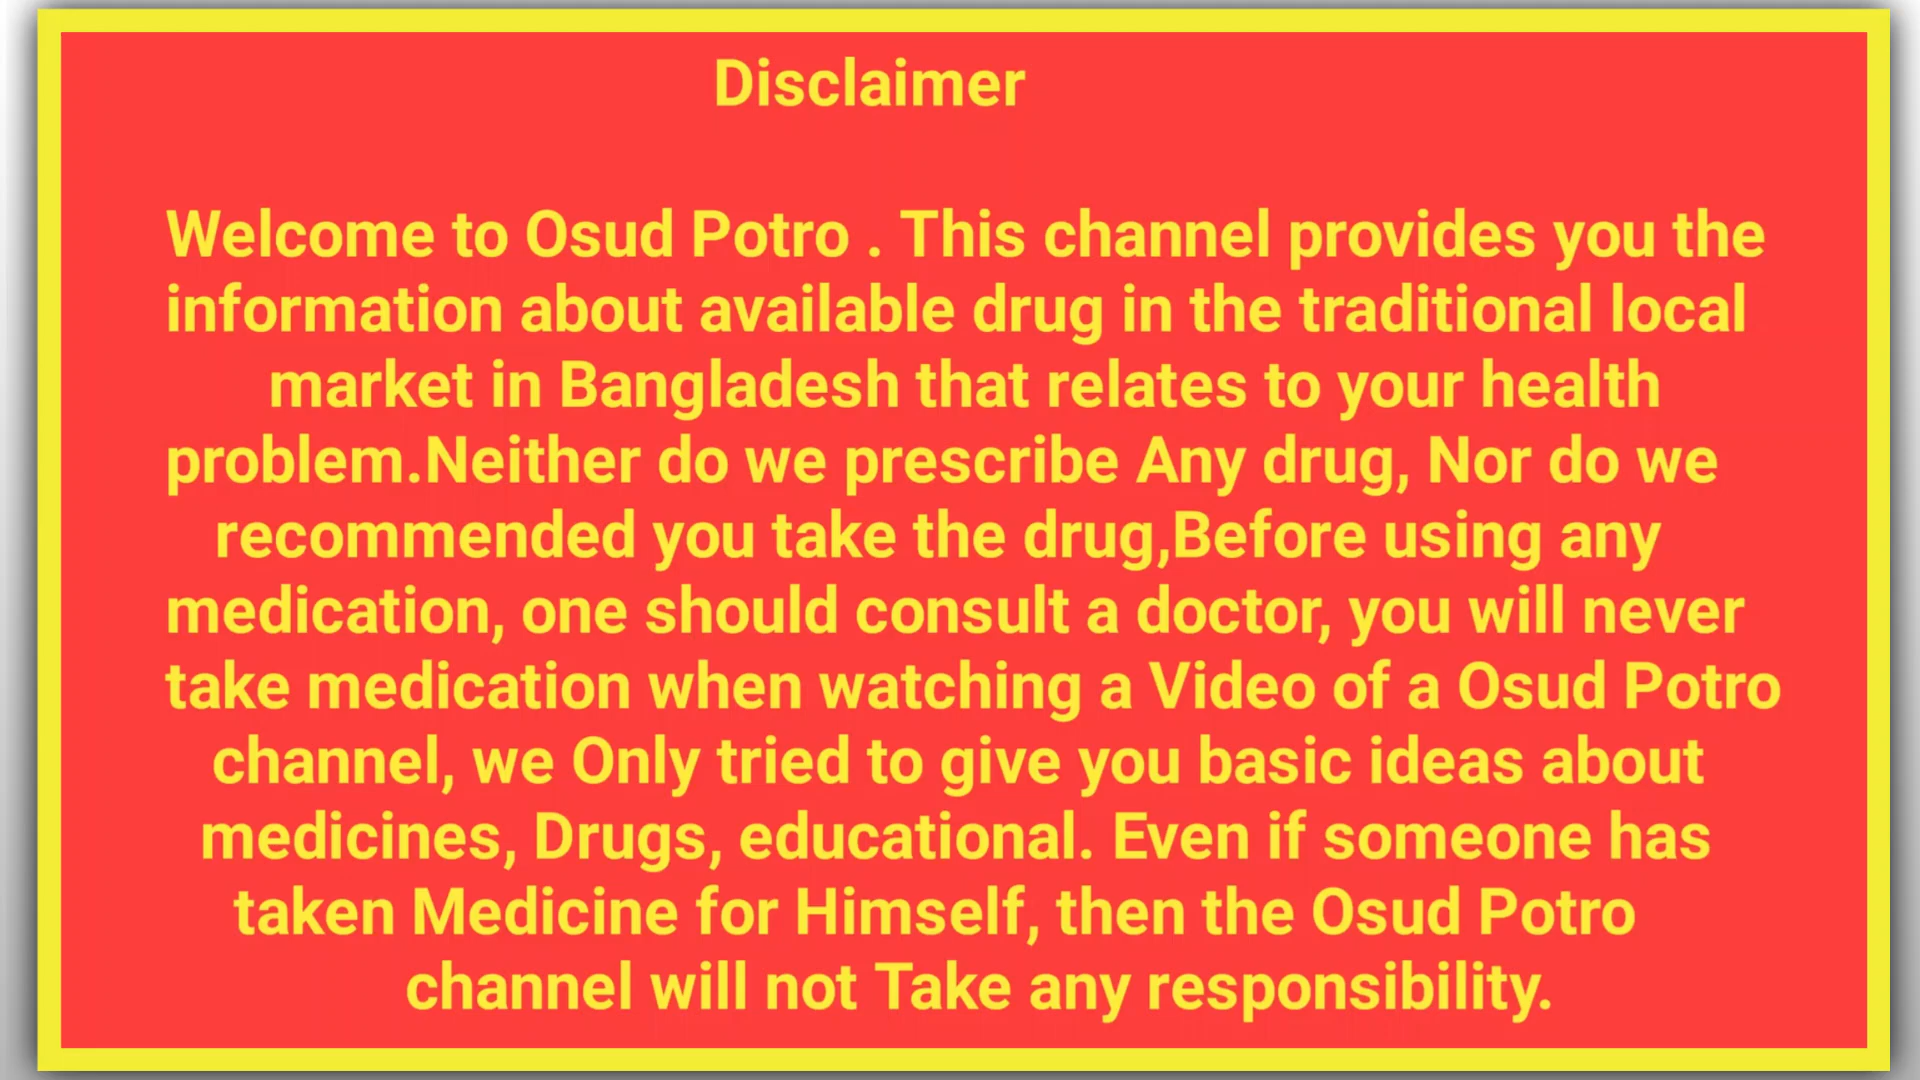 Disclaimer
Welcome to Osud Potro . This channel provides you the
information about available drug in the traditional local
market in Bangladesh that relates to your health
problem.Neither do we prescribe Any drug, Nor do we
recommended you take the drug,Before using any
medication, one should consult a doctor, you will never
take medication when watching a Video of a Osud Potro
channel, we Only tried to give you basic ideas about
medicines, Drugs, educational. Even if someone has
taken Medicine for Himself, then the Osud Potro
channel will not Take any responsibility.